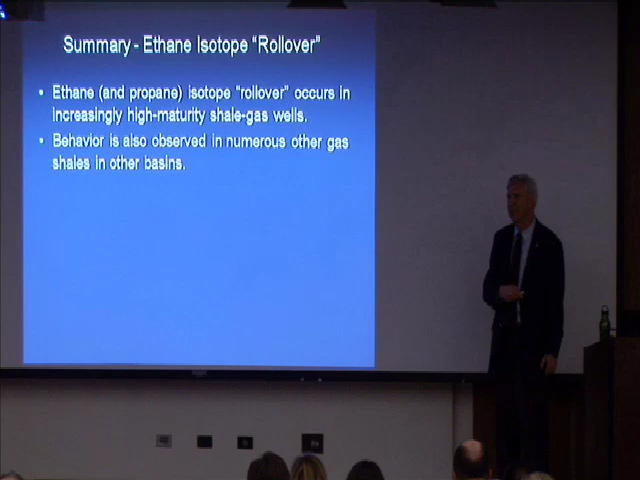 Summary - Ethane Isotope “Rollover”
• Ethane (and propane) isotope “rollover” occurs in
increasingly high-maturity shale-gas wells.
• Behavior is also observed in numerous other gas
shales in other basins.